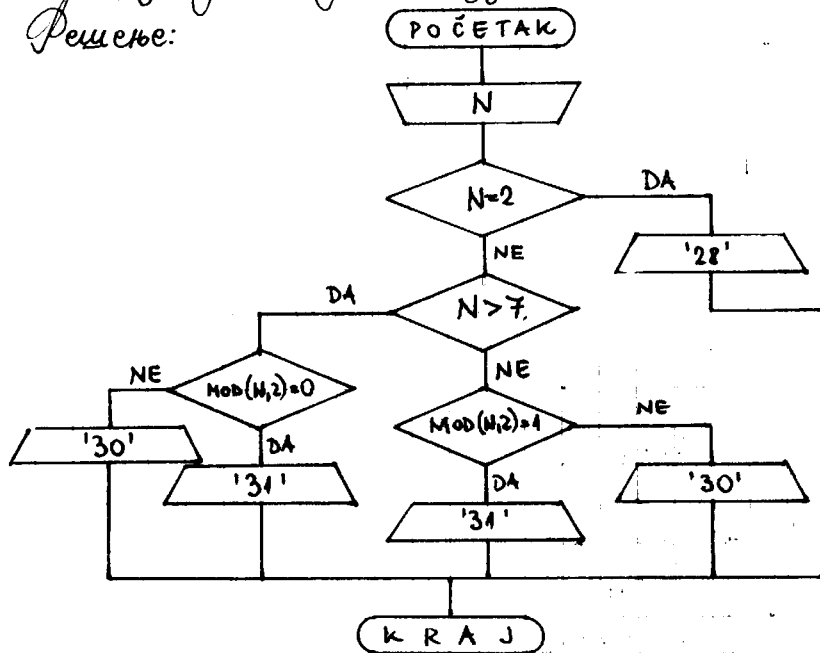 Решење:
POČETAK
N
N=2
DA
'28'
NE
N>7
DA
NE
MOD(N,2)=0
NE
'30'
DA
'31'
MOD(N,2)=1
NE
'30'
DA
'31'
KRAJ